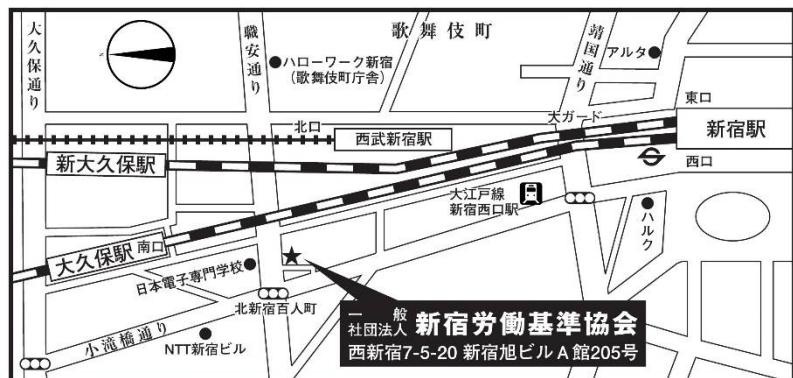 大久保通り
職安通り
ハローワーク新宿
（歌舞伎町庁舎）
歌舞伎町
靖国通り
アルタ
東口
大ガード
北口
西武新宿駅
新宿駅
新大久保駅
西口
大江戸線
新宿西口駅
ハルク
大久保駅
南口
日本電子専門学校
北新宿百人町
小滝橋通り
NTT新宿ビル
一般
社団法人
新宿労働基準協会
西新宿7-5-20 新宿旭ビルA館205号